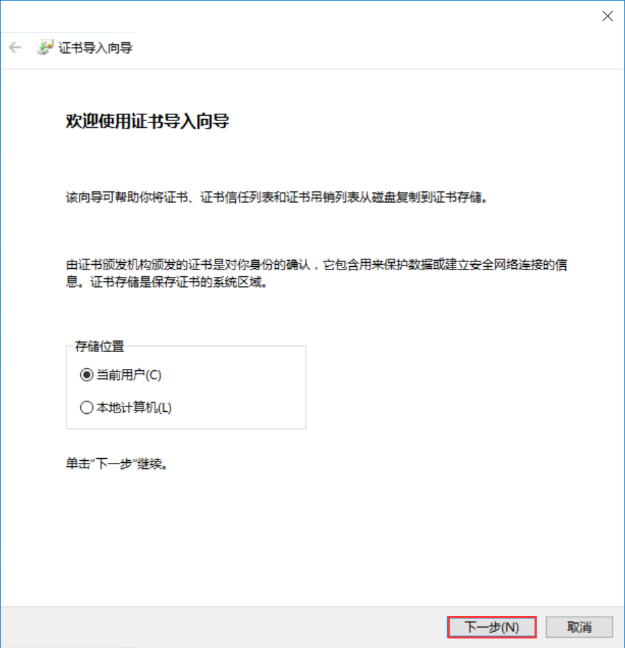 证书导入向导
欢迎使用证书导入向导
该向导可帮助你将证书、证书信任列表和证书吊销列表从磁盘复制到证书存储。
由证书颁发机构颁发的证书是对你身份的确认，它包含用来保护数据或建立安全网络连接的信
息。证书存储是保存证书的系统区域。
存储位置
当前用户(C)
本地计算机(L)
单击"下一步"继续。
下一步(N)
取消